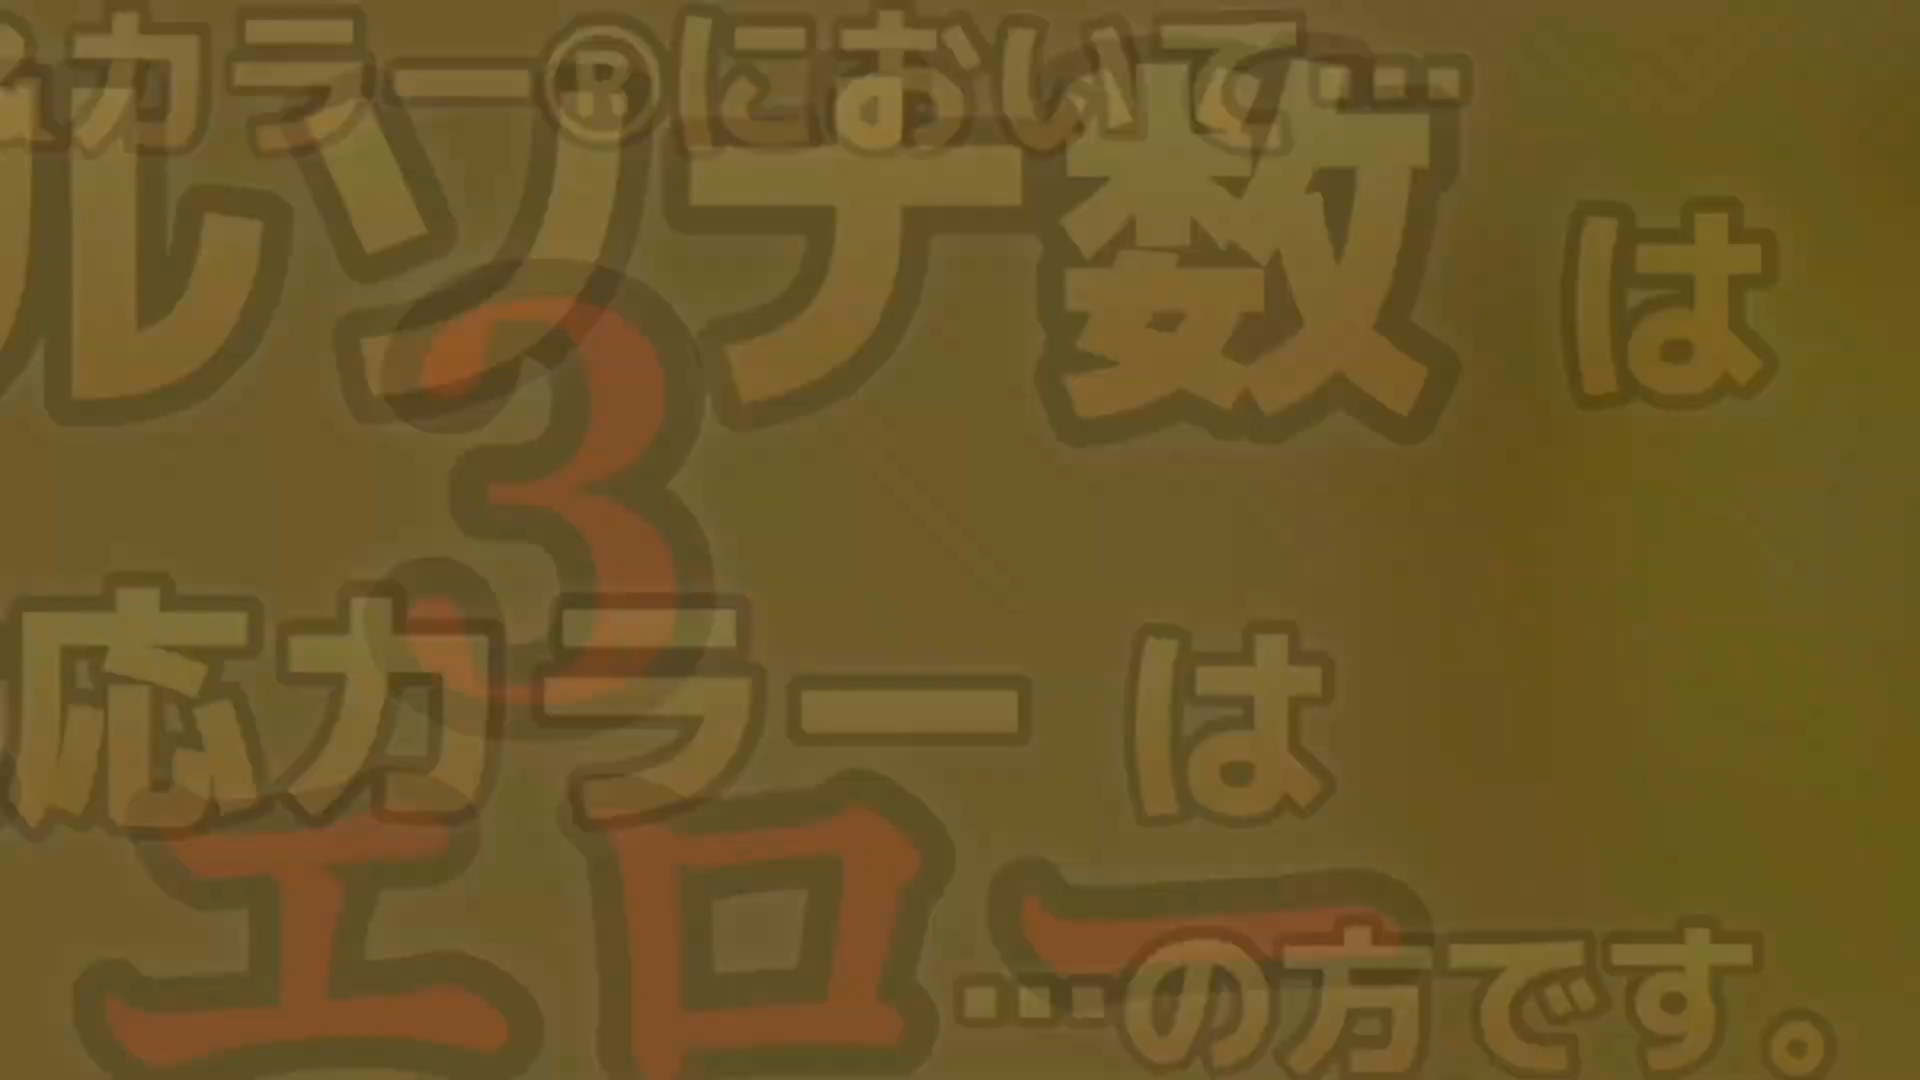 カラー®において…
ルソナ数 は
3
応カラー は
エロー
…の方です。